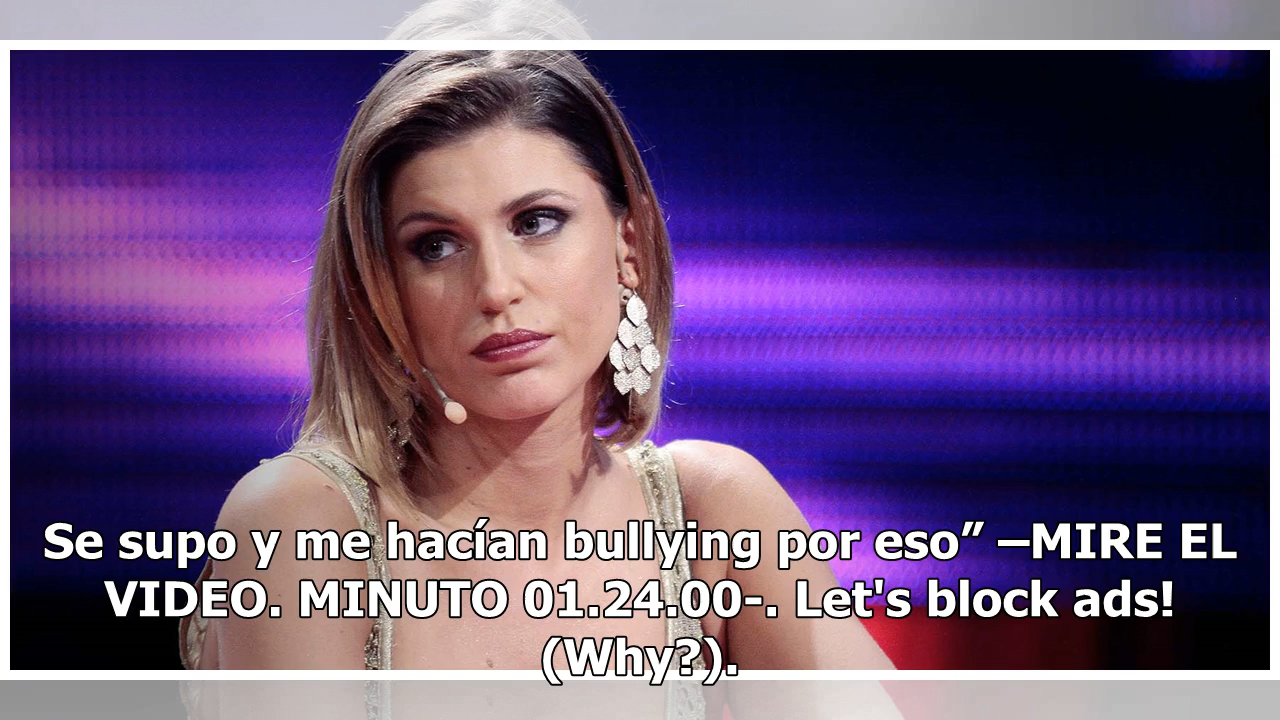 Se supo y me hacían bullying por eso” —MIRE EL
VIDEO. MINUTO 01.24.00-. Let's block ads!
(Why?).